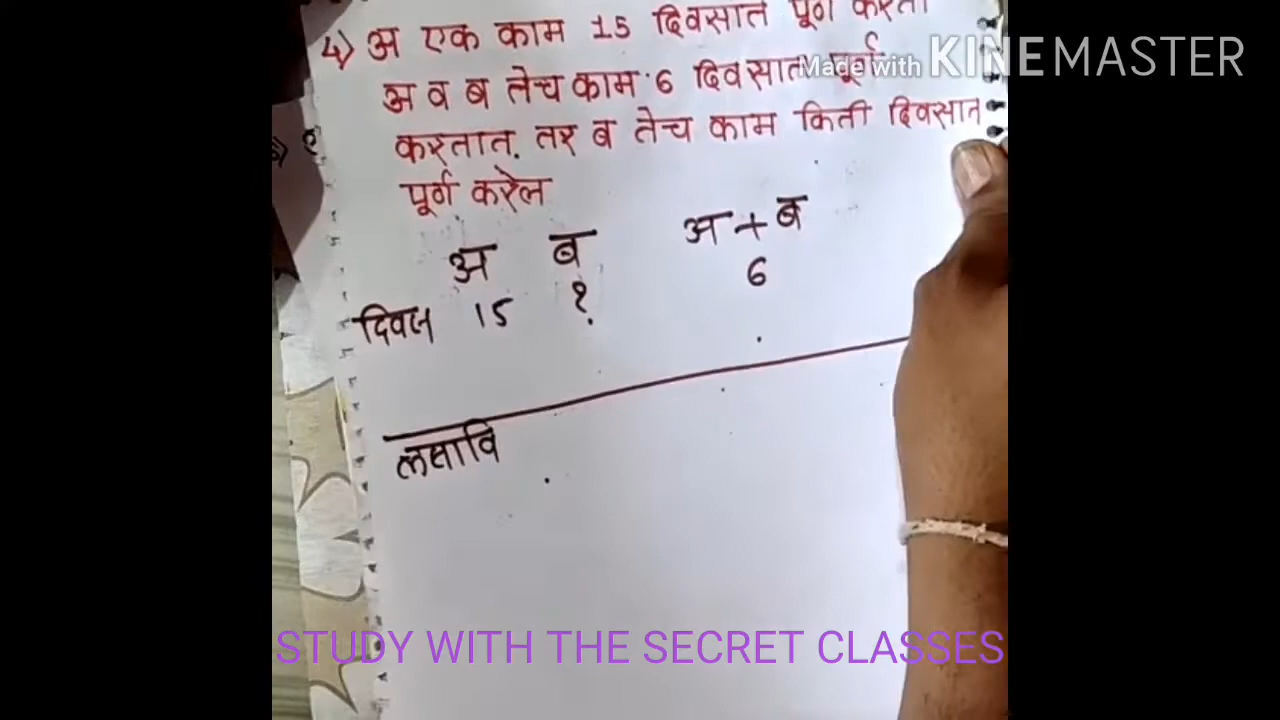 4) अ एक काम 15 दिवसात पूर्ण करतो
Made with KINEMASTER
अ व ब तेच काम 6 दिवसात पूर्ण
करतात. तर ब तेच काम किती दिवसात
पूर्ण करेल
अ ब अ + ब
दिवस 15 ? 6
लसावि
STUDY WITH THE SECRET CLASSES